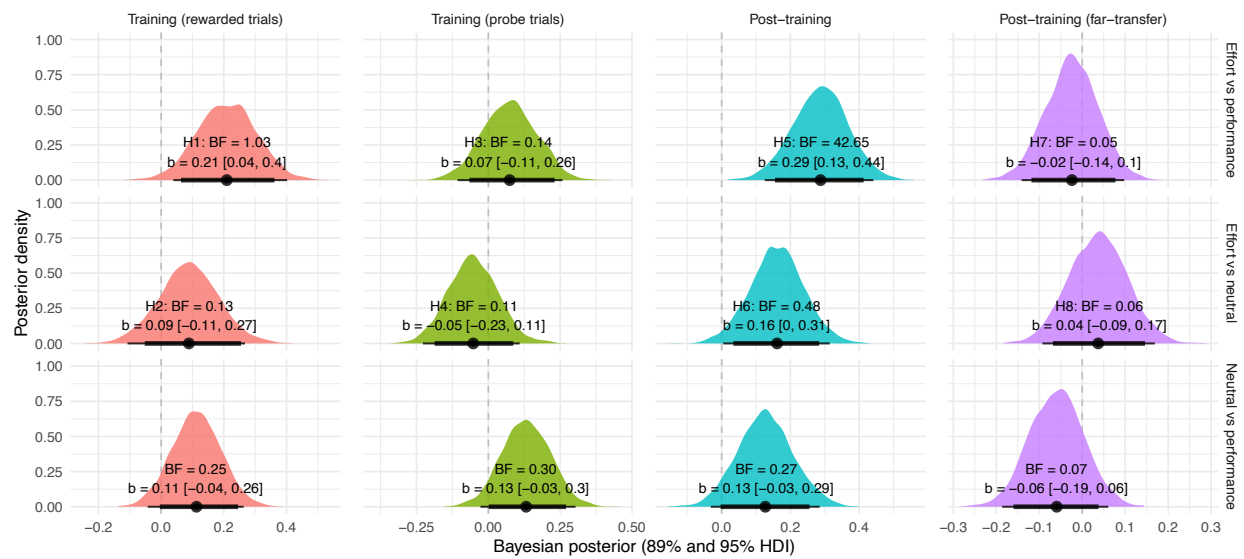 Training (rewarded trials)
Training (probe trials)
Post−training
Post−training (far−transfer)
1.00
0.75
0.50
0.25
0.00
H1: BF = 1.03
b = 0.21 [0.04, 0.4]
H3: BF = 0.14
b = 0.07 [−0.11, 0.26]
H5: BF = 42.65
b = 0.29 [0.13, 0.44]
H7: BF = 0.05
b = −0.02 [−0.14, 0.1]
Effort vs performance
Posterior density
1.00
0.75
0.50
0.25
0.00
H2: BF = 0.13
b = 0.09 [−0.11, 0.27]
H4: BF = 0.11
b = −0.05 [−0.23, 0.11]
H6: BF = 0.48
b = 0.16 [0, 0.31]
H8: BF = 0.06
b = 0.04 [−0.09, 0.17]
Effort vs neutral
1.00
0.75
0.50
0.25
0.00
BF = 0.25
b = 0.11 [−0.04, 0.26]
BF = 0.30
b = 0.13 [−0.03, 0.3]
BF = 0.27
b = 0.13 [−0.03, 0.29]
BF = 0.07
b = −0.06 [−0.19, 0.06]
Neutral vs performance
−0.2 0.0 0.2 0.4
−0.25 0.00 0.25 0.50
0.0 0.2 0.4
−0.3 −0.2 −0.1 0.0 0.1 0.2 0.3
Bayesian posterior (89% and 95% HDI)